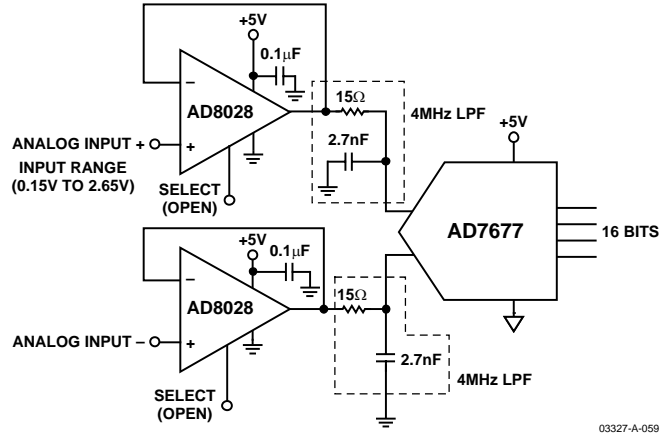 +5V
0.1µF
−
AD8028
15Ω
4MHz LPF
+5V
2.7nF
ANALOG INPUT +
+
INPUT RANGE
(0.15V TO 2.65V)
SELECT
(OPEN)
AD7677
16 BITS
+5V
0.1µF
−
AD8028
15Ω
ANALOG INPUT −
+
2.7nF
4MHz LPF
SELECT
(OPEN)
03327-A-059